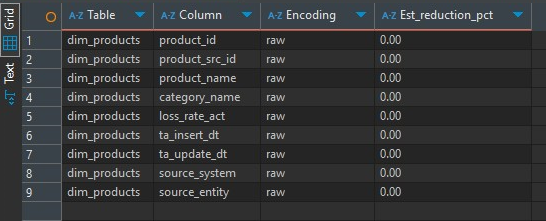 Grid
Text
A-Z Table A-Z Column A-Z Encoding A-Z Est_reduction_pct
1 dim_products product_id raw 0.00
2 dim_products product_src_id raw 0.00
3 dim_products product_name raw 0.00
4 dim_products category_name raw 0.00
5 dim_products loss_rate_act raw 0.00
6 dim_products ta_insert_dt raw 0.00
7 dim_products ta_update_dt raw 0.00
8 dim_products source_system raw 0.00
9 dim_products source_entity raw 0.00